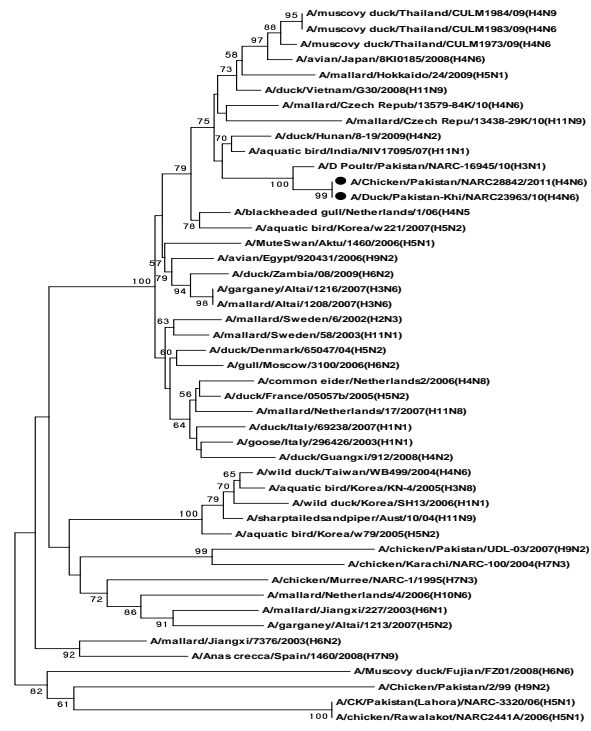 A/muscovy duck/Thailand/CULM1984/09(H4N9
95
A/muscovy duck/Thailand/CULM1983/09(H4N6
88
A/muscovy duck/Thailand/CULM1973/09(H4N6
97
A/avian/Japan/8KI0185/2008(H4N6)
58
A/mallard/Hokkaido/24/2009(H5N1)
73
A/duck/Vietnam/G30/2008(H11N9)
A/mallard/Czech Repub/13579-84K/10(H4N6)
75
A/mallard/Czech Repu/13438-29K/10(H11N9)
A/duck/Hunan/8-19/2009(H4N2)
70
A/aquatic bird/India/NIV17095/07(H11N1)
79
A/D Poultr/Pakistan/NARC-16945/10(H3N1)
100
A/Chicken/Pakistan/NARC28842/2011(H4N6)
99
A/Duck/Pakistan-Khi/NARC23963/10(H4N6)
A/blackheaded gull/Netherlands/1/06(H4N5
78
A/aquatic bird/Korea/w221/2007(H5N2)
A/MuteSwan/Aktu/1460/2006(H5N1)
57
A/avian/Egypt/920431/2006(H9N2)
79
A/duck/Zambia/08/2009(H6N2)
100
94
A/garganey/Altai/1216/2007(H3N6)
98
A/mallard/Altai/1208/2007(H3N6)
A/mallard/Sweden/6/2002(H2N3)
63
A/mallard/Sweden/58/2003(H11N1)
A/duck/Denmark/65047/04(H5N2)
60
A/gull/Moscow/3100/2006(H6N2)
A/common eider/Netherlands2/2006(H4N8)
56
A/duck/France/05057b/2005(H5N2)
A/mallard/Netherlands/17/2007(H11N8)
64
A/duck/Italy/69238/2007(H1N1)
A/goose/Italy/296426/2003(H1N1)
A/duck/Guangxi/912/2008(H4N2)
A/wild duck/Taiwan/WB499/2004(H4N6)
65
A/aquatic bird/Korea/KN-4/2005(H3N8)
70
A/wild duck/Korea/SH13/2006(H1N1)
79
A/sharptailedsandpiper/Aust/10/04(H11N9)
100
A/aquatic bird/Korea/w79/2005(H5N2)
A/chicken/Pakistan/UDL-03/2007(H9N2)
99
A/chicken/Karachi/NARC-100/2004(H7N3)
A/chicken/Murree/NARC-1/1995(H7N3)
72
A/mallard/Netherlands/4/2006(H10N6)
86
A/mallard/Jiangxi/227/2003(H6N1)
91
A/garganey/Altai/1213/2007(H5N2)
A/mallard/Jiangxi/7376/2003(H6N2)
92
A/Anas crecca/Spain/1460/2008(H7N9)
A/Muscovy duck/Fujian/FZ01/2008(H6N6)
82
A/Chicken/Pakistan/2/99 (H9N2)
61
A/CK/Pakistan(Lahora)/NARC-3320/06(H5N1)
100
A/chicken/Rawalakot/NARC2441A/2006(H5N1)